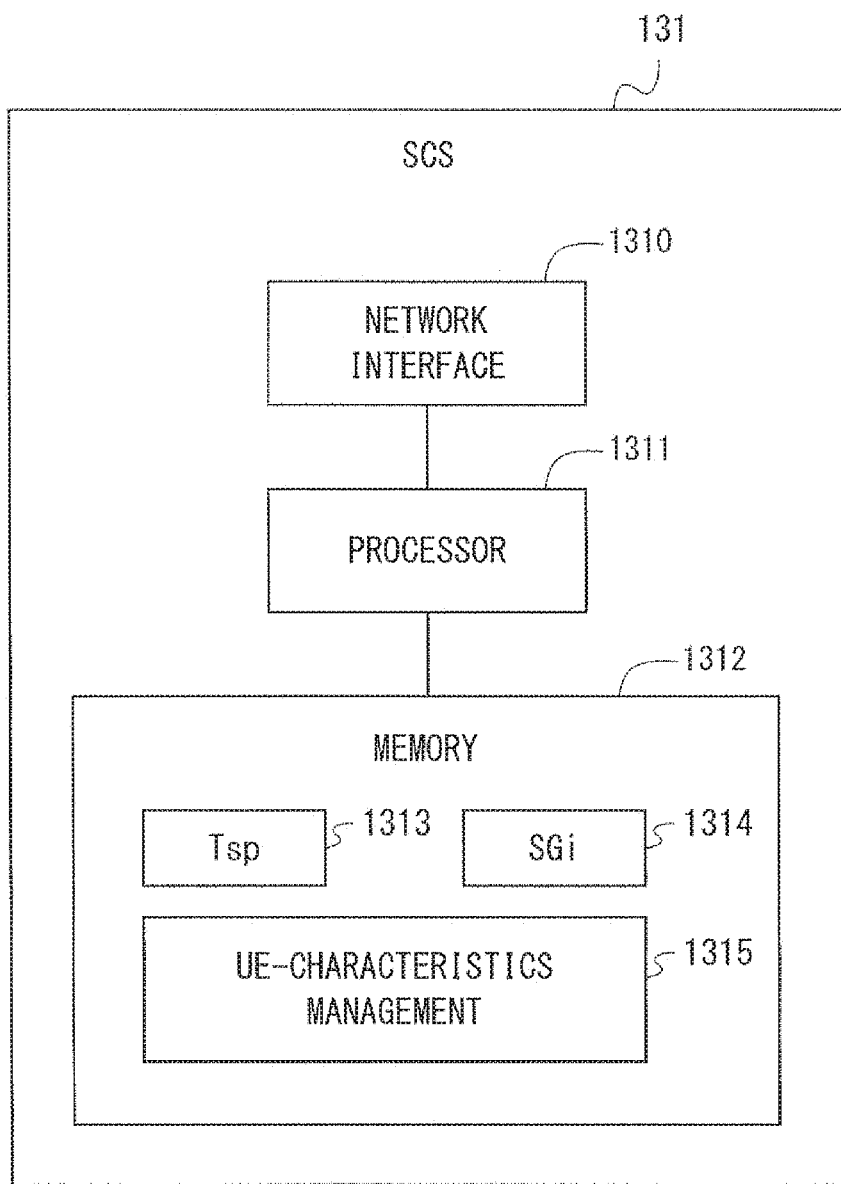 131
SCS
1310
NETWORK
INTERFACE
1311
PROCESSOR
1312
MEMORY
Tsp
1313
SGi
1314
UE-CHARACTERISTICS
MANAGEMENT
1315